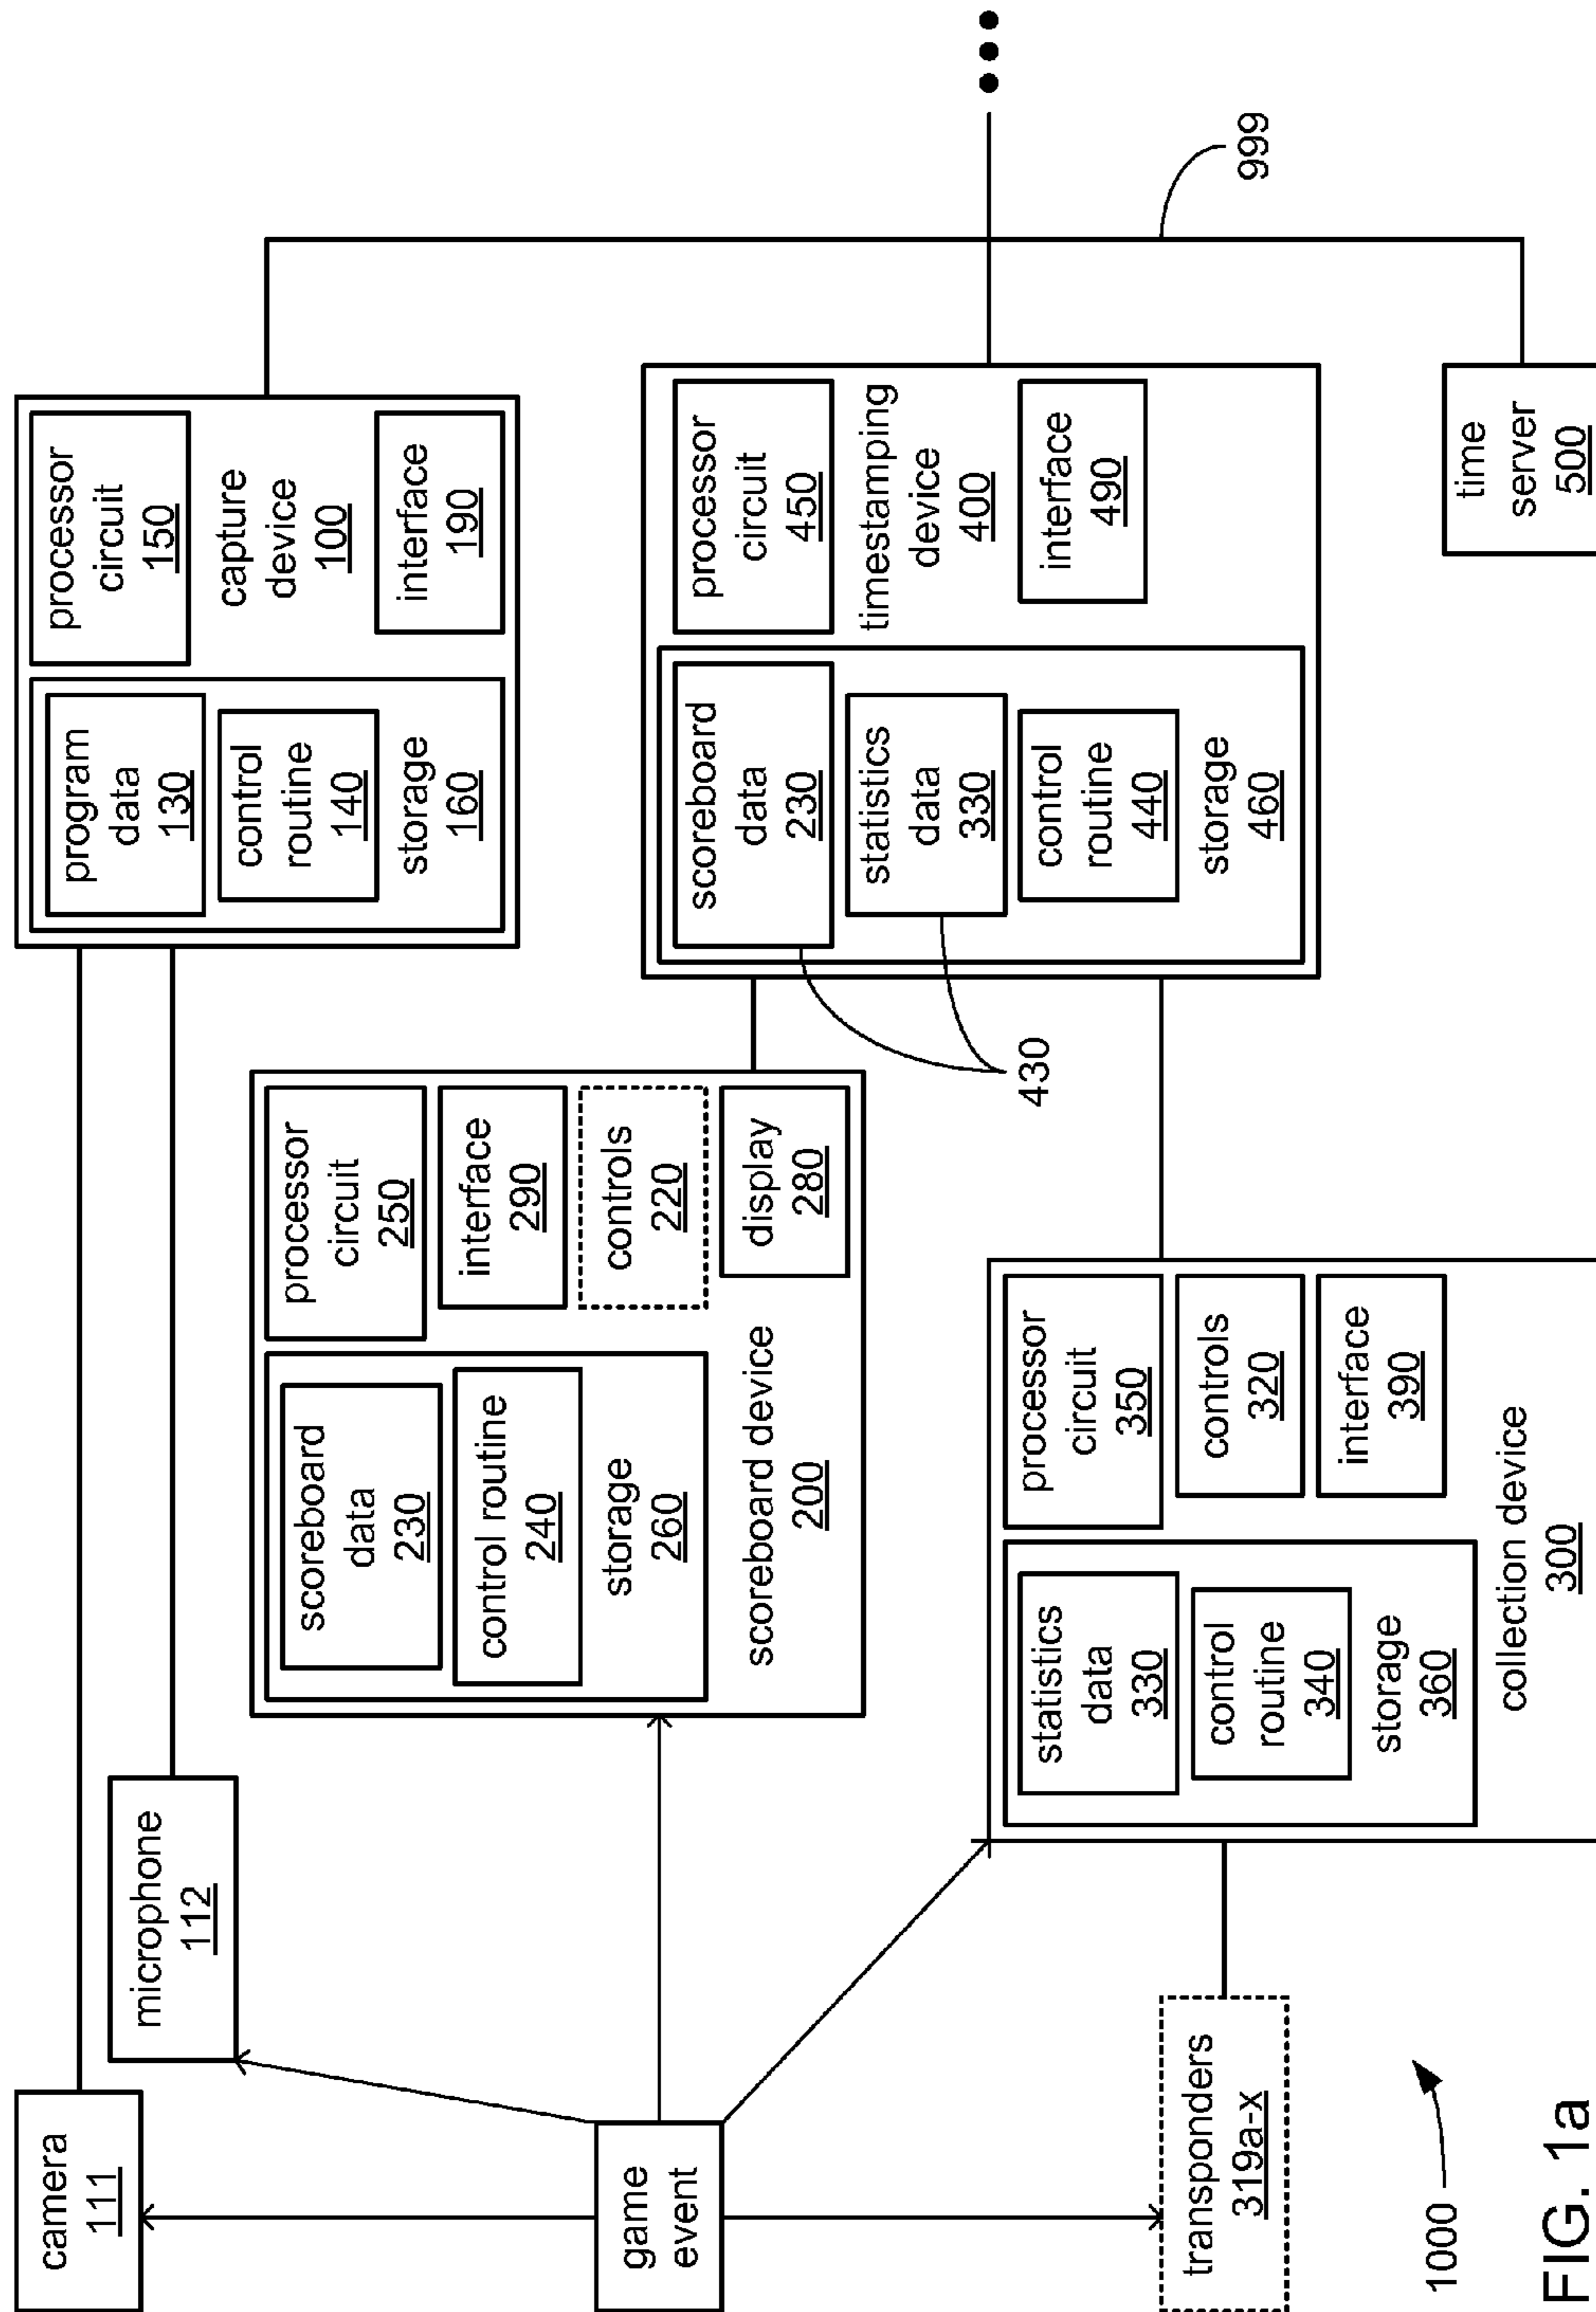 camera
111
microphone
112
game
event
transponders
319a-x
1000
FIG. 1a
program
data
130
control
routine
140
storage
160
processor
circuit
150
capture
device
100
interface
190
scoreboard
data
230
control routine
240
storage
260
processor
circuit
250
interface
290
controls
220
display
280
scoreboard device
200
statistics
data
330
control
routine
340
storage
360
processor
circuit
350
controls
320
interface
390
collection device
300
scoreboard
data
230
statistics
data
330
control
routine
440
storage
460
processor
circuit
450
timestamping
device
400
interface
490
430
time
server
500
999